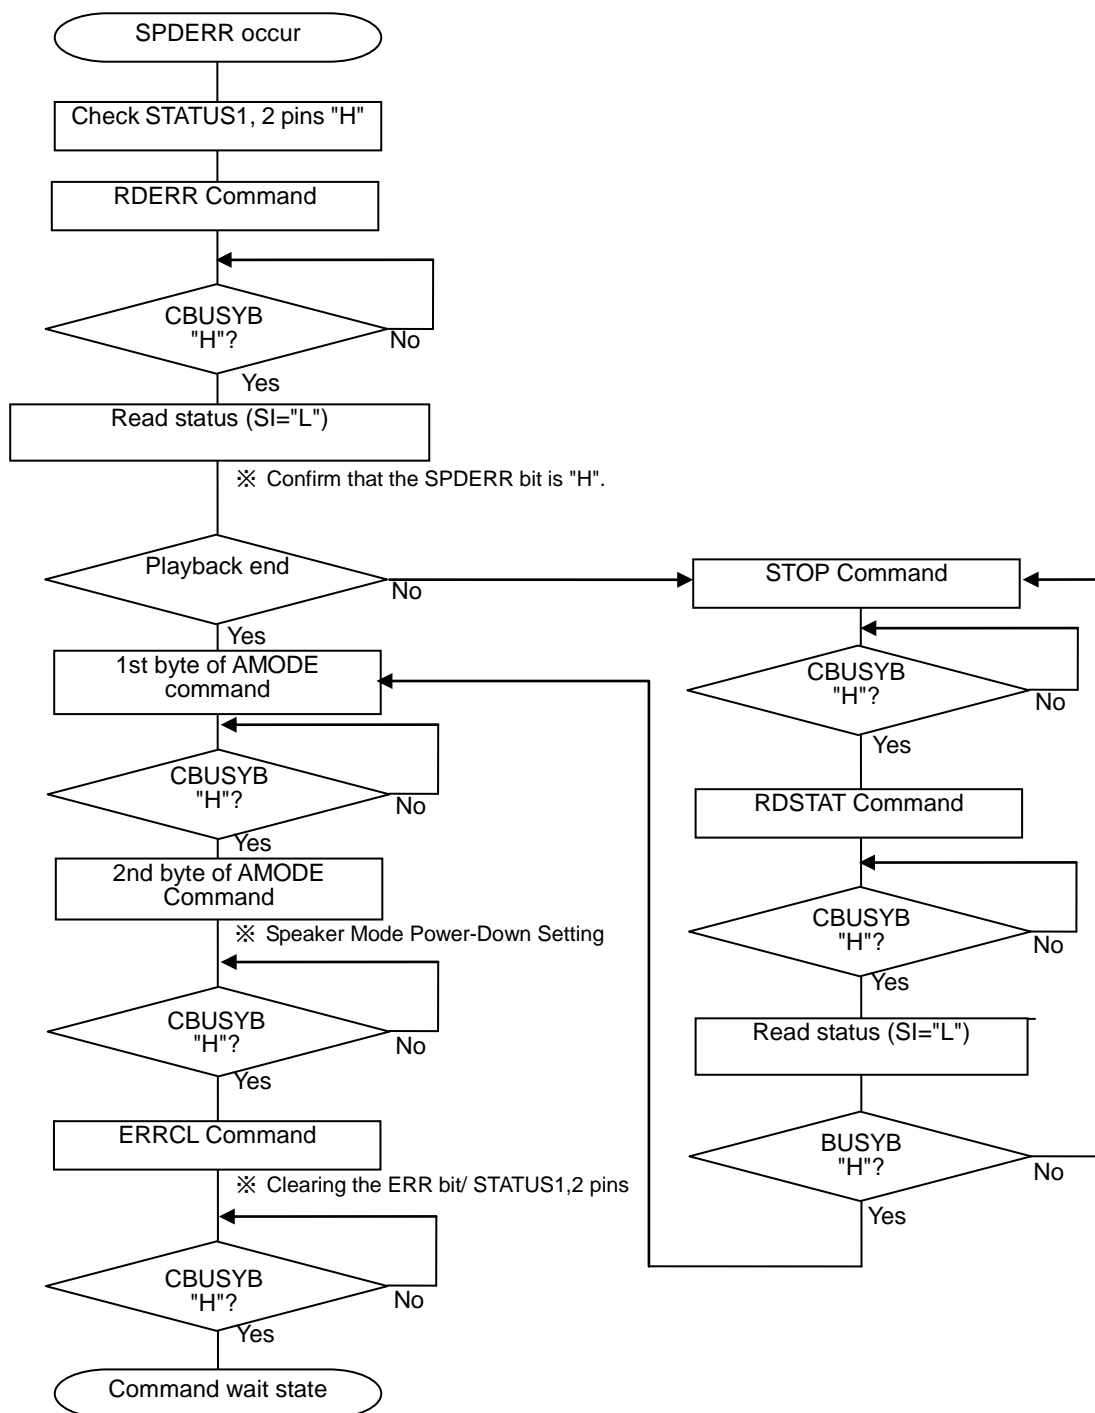 SPDERR occur
Check STATUS1, 2 pins "H"
RDERR Command
CBUSYB
"H"?
No
Yes
Read status (SI="L")
※ Confirm that the SPDERR bit is "H".
Playback end
No
Yes
1st byte of AMODE
command
CBUSYB
"H"?
No
Yes
2nd byte of AMODE
Command
※ Speaker Mode Power-Down Setting
CBUSYB
"H"?
No
Yes
ERRCL Command
※ Clearing the ERR bit/ STATUS1,2 pins
CBUSYB
"H"?
No
Yes
Command wait state
STOP Command
CBUSYB
"H"?
No
Yes
RDSTAT Command
CBUSYB
"H"?
No
Yes
Read status (SI="L")
BUSYB
"H"?
No
Yes